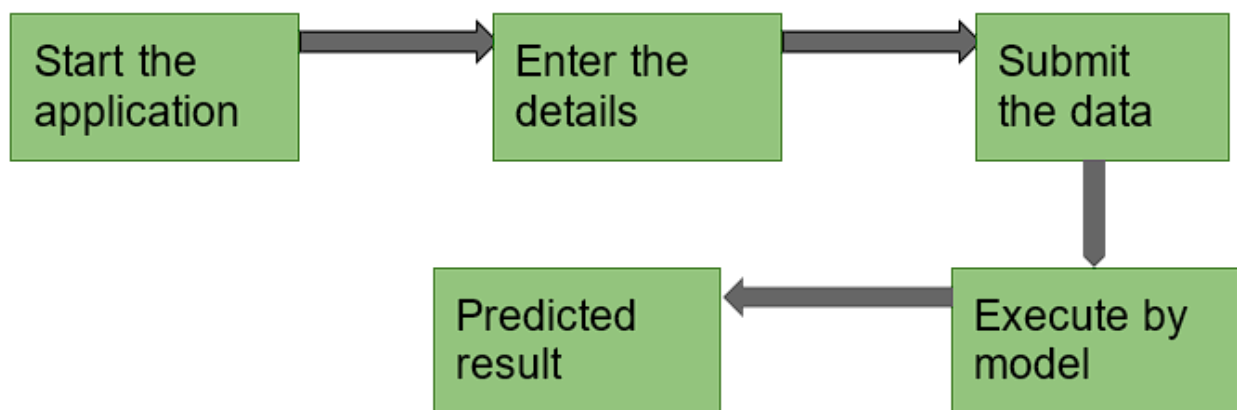 Start the
application
Enter the
details
Submit
the data
Execute by
model
Predicted
result